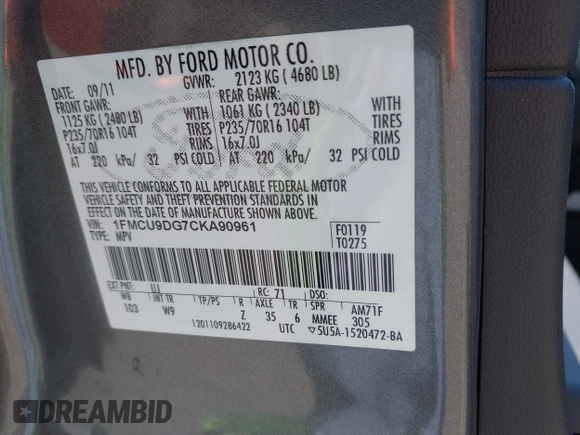 MFD. BY FORD MOTOR CO.
DATE: 09/11 GVWR: 2123 KG ( 4680 LB)
FRONT GAWR: REAR GAWR:
1125 KG ( 2480 LB) WITH 1061 KG ( 2340 LB) WITH
P235/70R16 104T TIRES P235/70R16 104T TIRES
16x7.0J RIMS 16x7.0J RIMS
AT 220 kPa/ 32 PSI COLD AT 220 kPa/ 32 PSI COLD
THIS VEHICLE CONFORMS TO ALL APPLICABLE FEDERAL MOTOR
VEHICLE SAFETY AND THEFT PREVENTION STANDARDS IN
EFFECT ON THE DATE OF MANUFACTURE SHOWN ABOVE.
VIN: 1FMCU9DG7CKA90961 F0119
TYPE: MPV T0275
EXT PNT: UJ RC: 71 DSO:
WB INT TR TP/PS R AXLE TR SPR AM71F
103 W9 Z 35 6 MMEE 305
1201109286422 UTC ▽5U5A-1520472-BA
DREAMBID